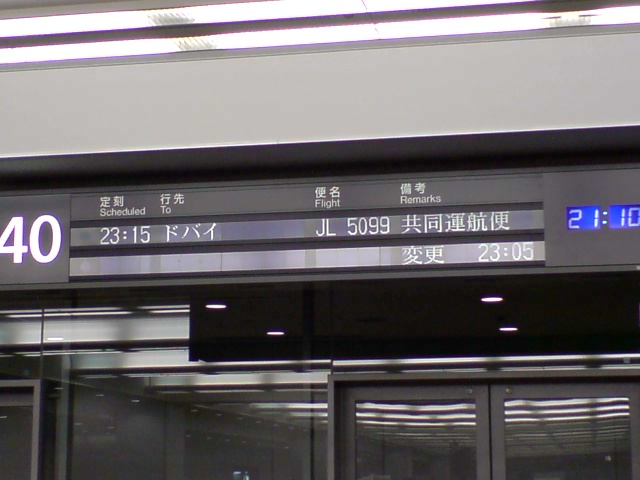 40
定刻 行先 便名 備考
Scheduled To Flight Remarks
23:15 ドバイ JL 5099 共同運航便
変更 23:05
21:10